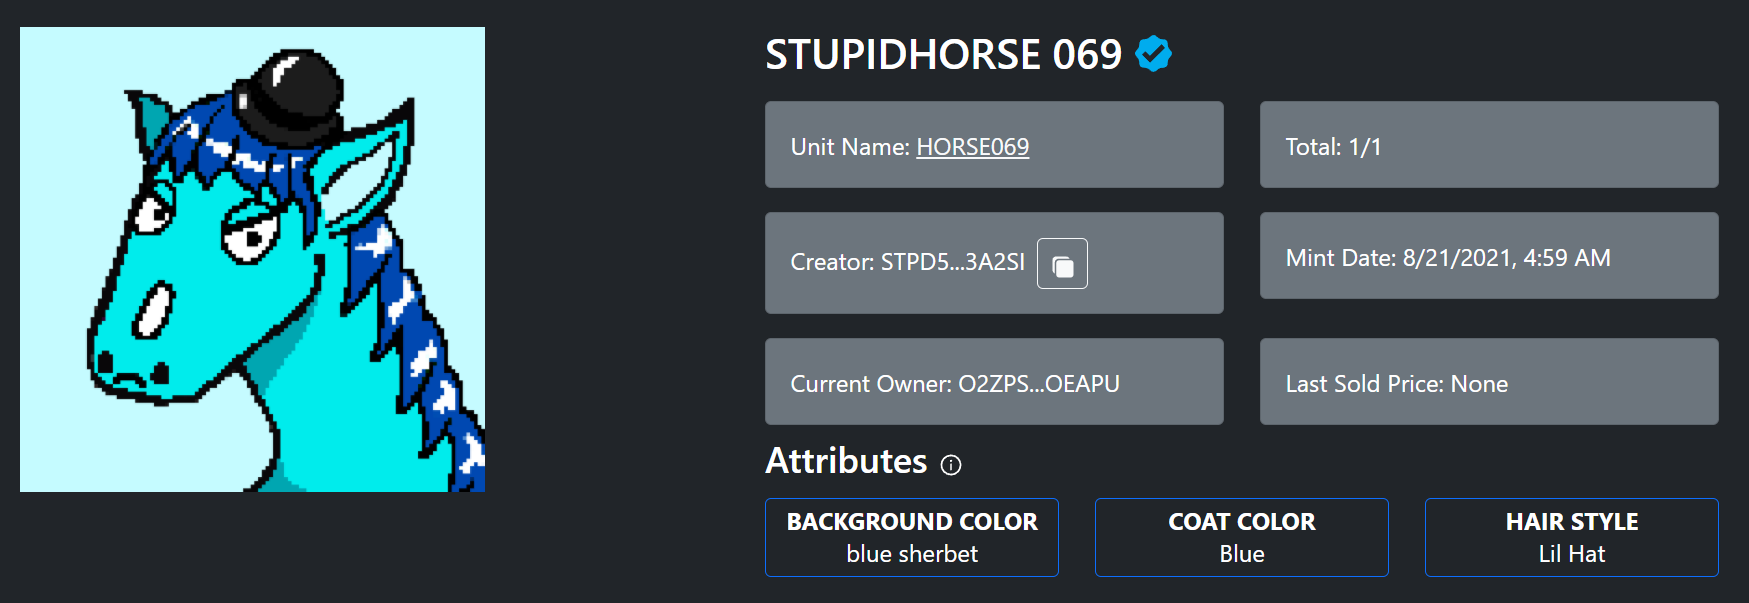 STUPIDHORSE 069
Unit Name: HORSE069
Total: 1/1
Creator: STPD5...3A2SI
Mint Date: 8/21/2021, 4:59 AM
Current Owner: O2ZPS...OEAPU
Last Sold Price: None
Attributes
BACKGROUND COLOR
blue sherbet
COAT COLOR
Blue
HAIR STYLE
Lil Hat